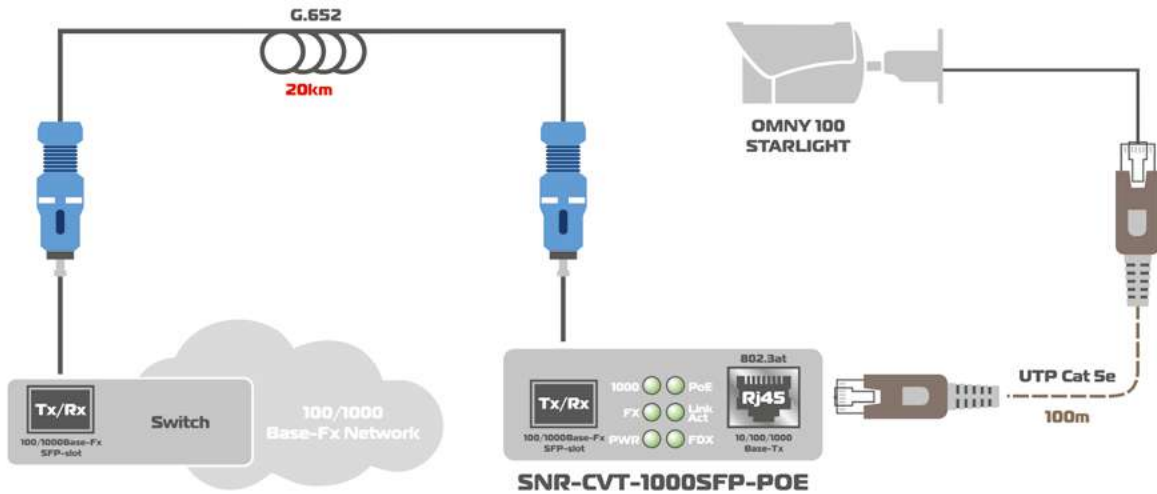 G.652
20km
OMNY 100
STARLIGHT
Tx/Rx
100/1000Base-Fx
SFP-slot
Switch
100/1000
Base-Fx Network
802.3at
Tx/Rx
100/1000Base-Fx
SFP-slot
1000
PoE
FX
Link
Act
PWR
FDX
Rj45
10/100/1000
Base-Tx
SNR-CVT-1000SFP-POE
UTP Cat 5e
100m